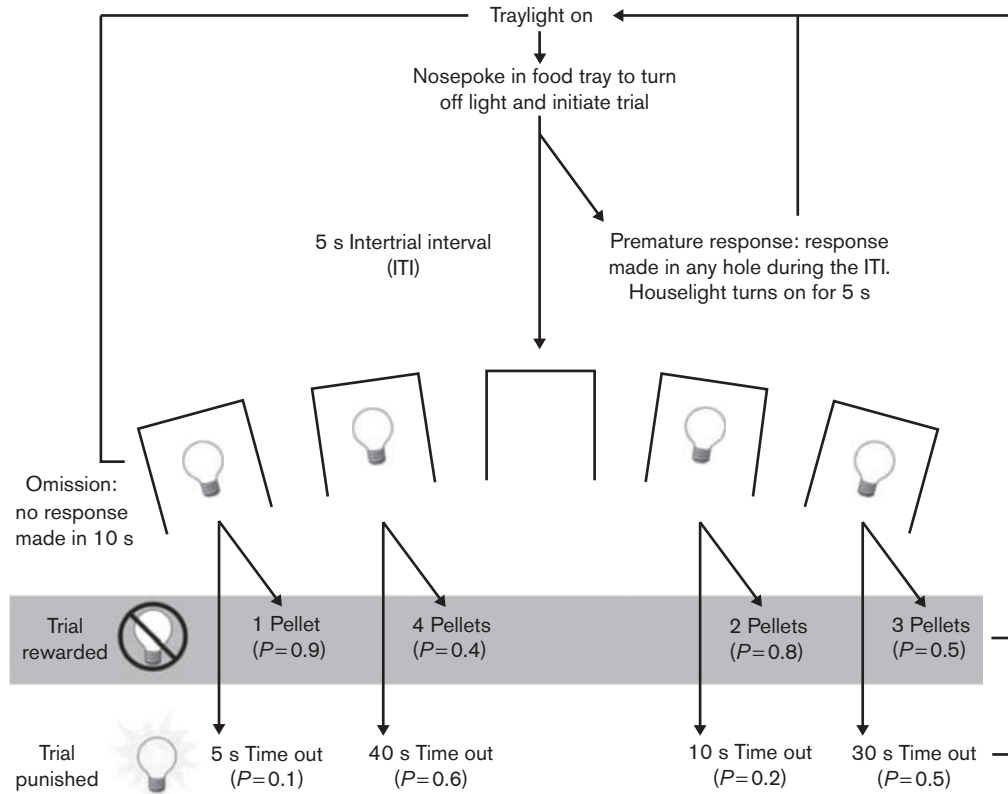 Traylight on
Nosepoke in food tray to turn
off light and initiate trial
5 s Intertrial interval
(ITI)
Premature response: response
made in any hole during the ITI.
Houselight turns on for 5 s
Omission:
no response
made in 10 s
Trial
rewarded
1 Pellet
(P=0.9)
4 Pellets
(P=0.4)
2 Pellets
(P=0.8)
3 Pellets
(P=0.5)
Trial
punished
5 s Time out
(P=0.1)
40 s Time out
(P=0.6)
10 s Time out
(P=0.2)
30 s Time out
(P=0.5)